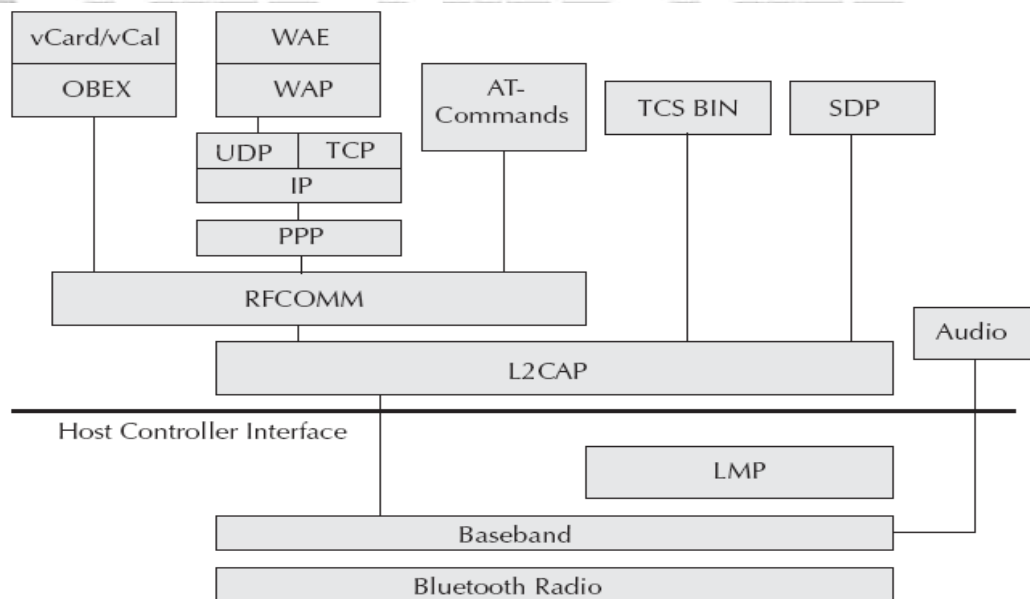 vCard/vCal
OBEX
WAE
WAP
UDP
TCP
IP
PPP
AT-
Commands
TCS BIN
SDP
RFCOMM
Audio
L2CAP
Host Controller Interface
LMP
Baseband
Bluetooth Radio